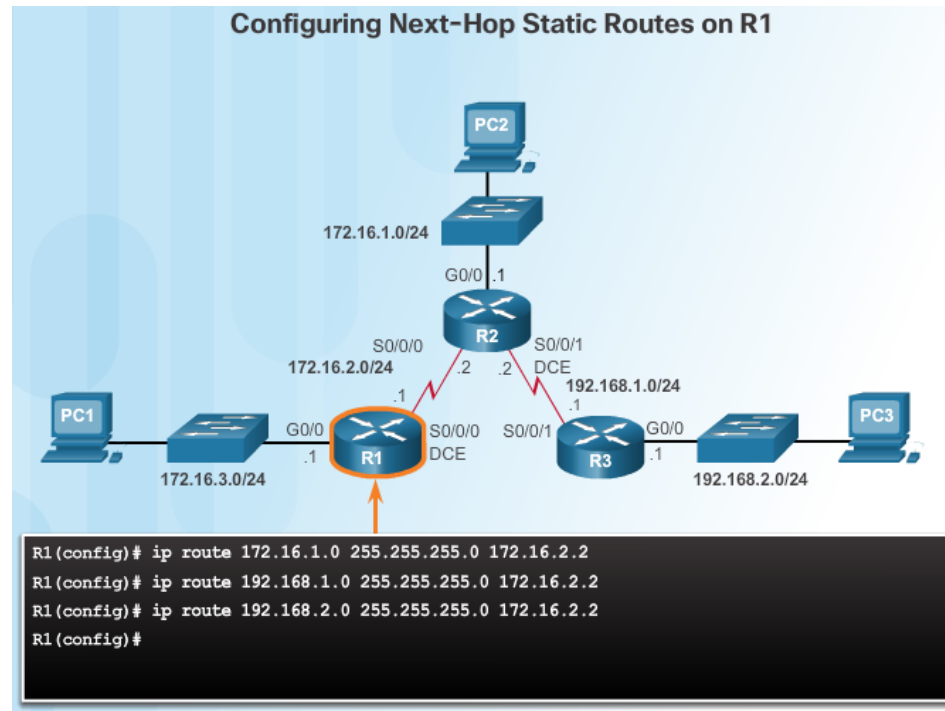 Configuring Next-Hop Static Routes on R1
PC2
172.16.1.0/24
G0/0 .1
R2
S0/0/0 S0/0/1
172.16.2.0/24 .2 .2 DCE
192.168.1.0/24
.1 .1
PC1 G0/0 S0/0/0 S0/0/1 G0/0 PC3
.1 R1 DCE R3 .1
172.16.3.0/24 192.168.2.0/24
R1(config)# ip route 172.16.1.0 255.255.255.0 172.16.2.2
R1(config)# ip route 192.168.1.0 255.255.255.0 172.16.2.2
R1(config)# ip route 192.168.2.0 255.255.255.0 172.16.2.2
R1(config)#